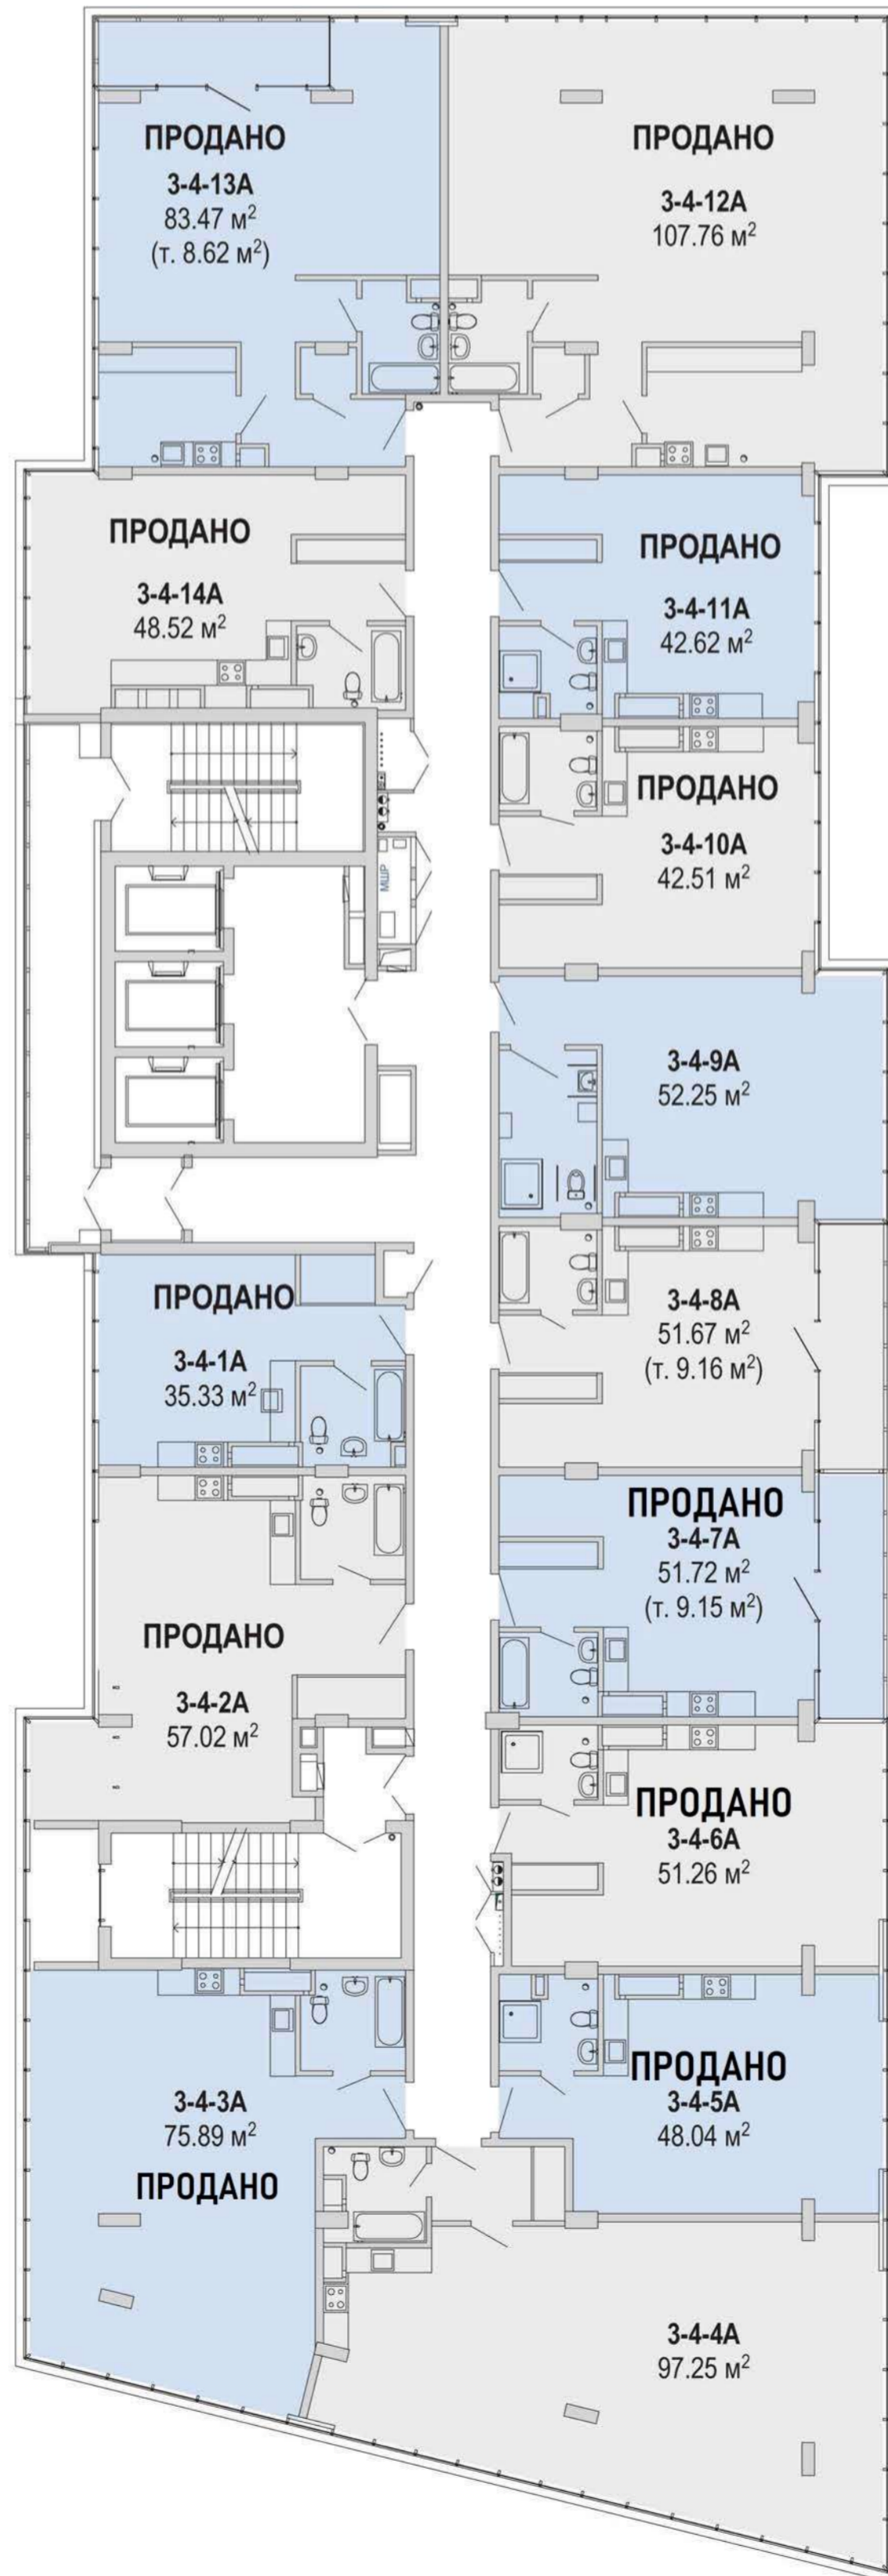 ПРОДАНО
3-4-13А
83.47 м²
(т. 8.62 м²)
ПРОДАНО
3-4-12А
107.76 м²
ПРОДАНО
3-4-14А
48.52 м²
ПРОДАНО
3-4-11А
42.62 м²
ПРОДАНО
3-4-10А
42.51 м²
МШР
3-4-9А
52.25 м²
3-4-8А
51.67 м²
(т. 9.16 м²)
ПРОДАНО
3-4-1А
35.33 м²
ПРОДАНО
3-4-7А
51.72 м²
(т. 9.15 м²)
ПРОДАНО
3-4-2А
57.02 м²
ПРОДАНО
3-4-6А
51.26 м²
3-4-3А
75.89 м²
ПРОДАНО
ПРОДАНО
3-4-5А
48.04 м²
3-4-4А
97.25 м²